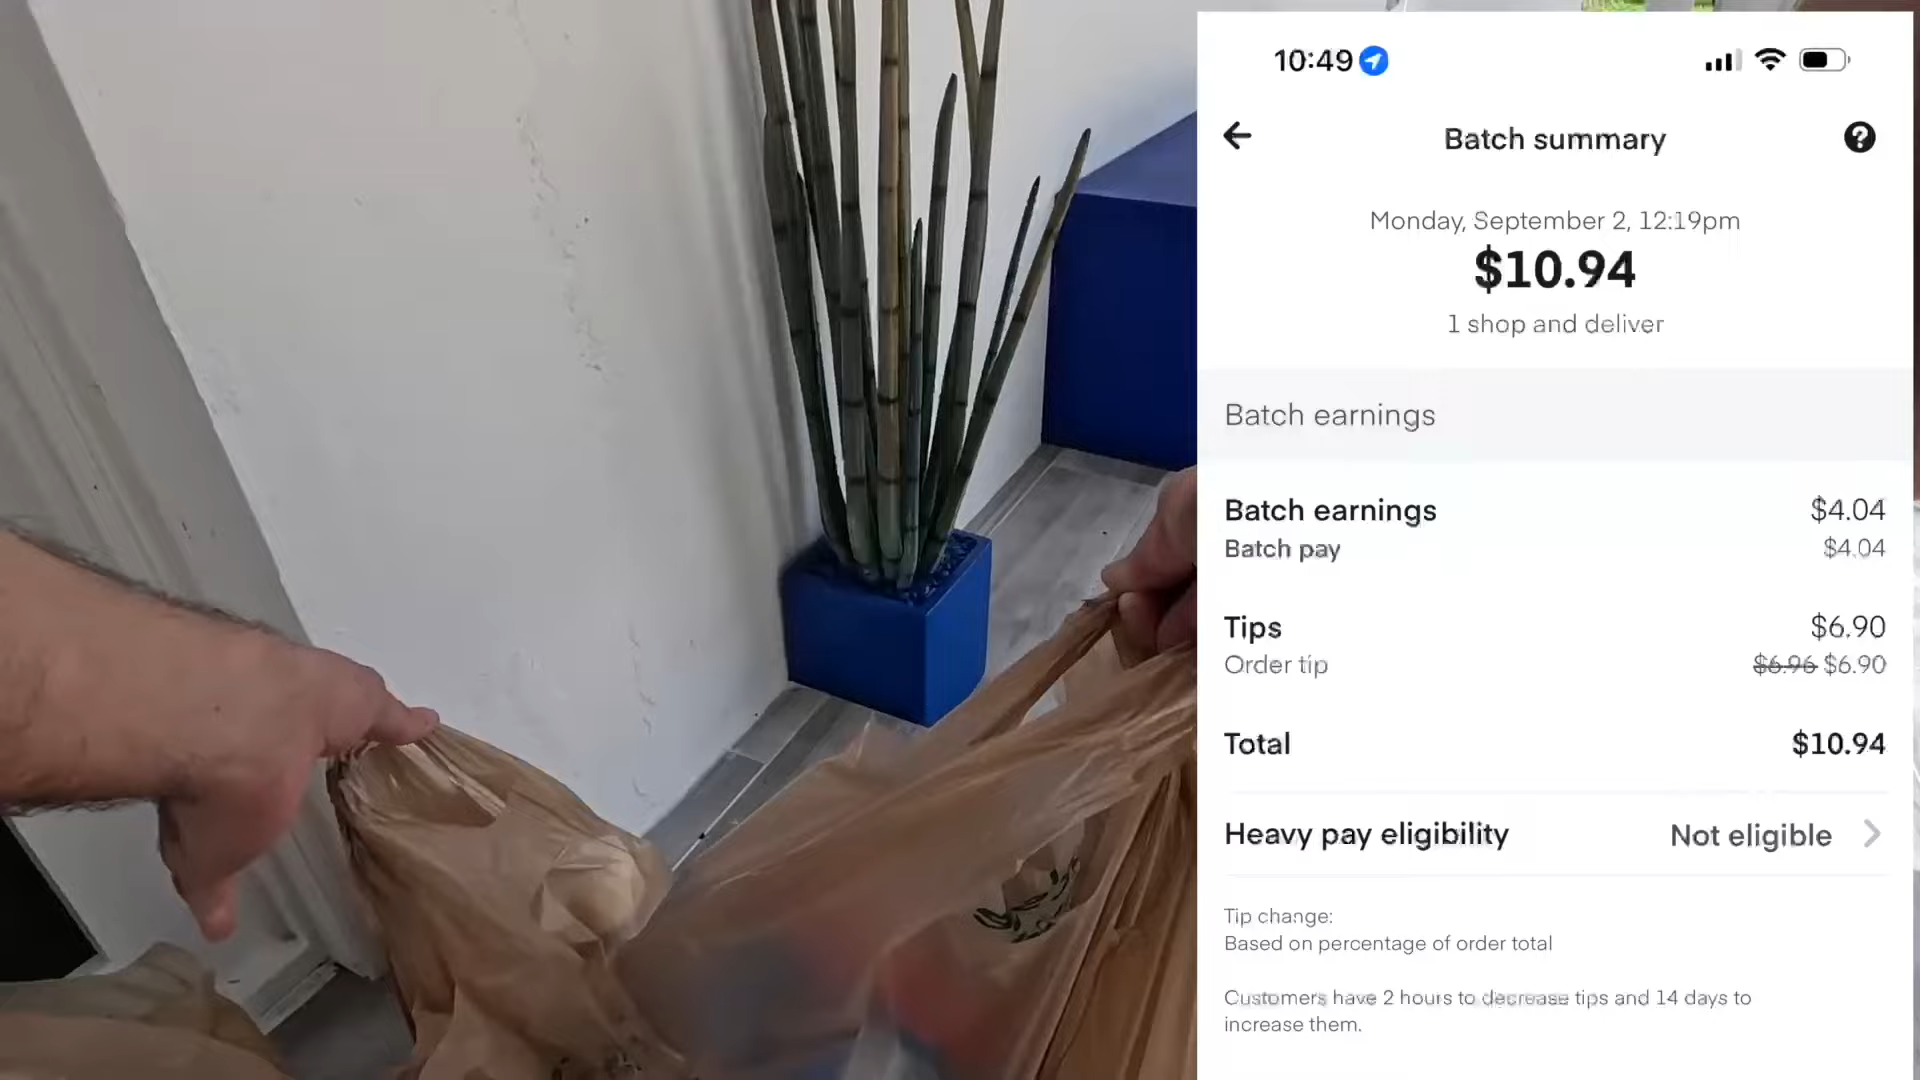 10:49
Batch summary
Monday, September 2, 12:19pm
$10.94
1 shop and deliver
Batch earnings
Batch earnings $4.04
Batch pay $4.04
Tips $6.90
Order tip $6.96 $6.90
Total $10.94
Heavy pay eligibility Not eligible
Tip change:
Based on percentage of order total
Customers have 2 hours to decrease tips and 14 days to
increase them.